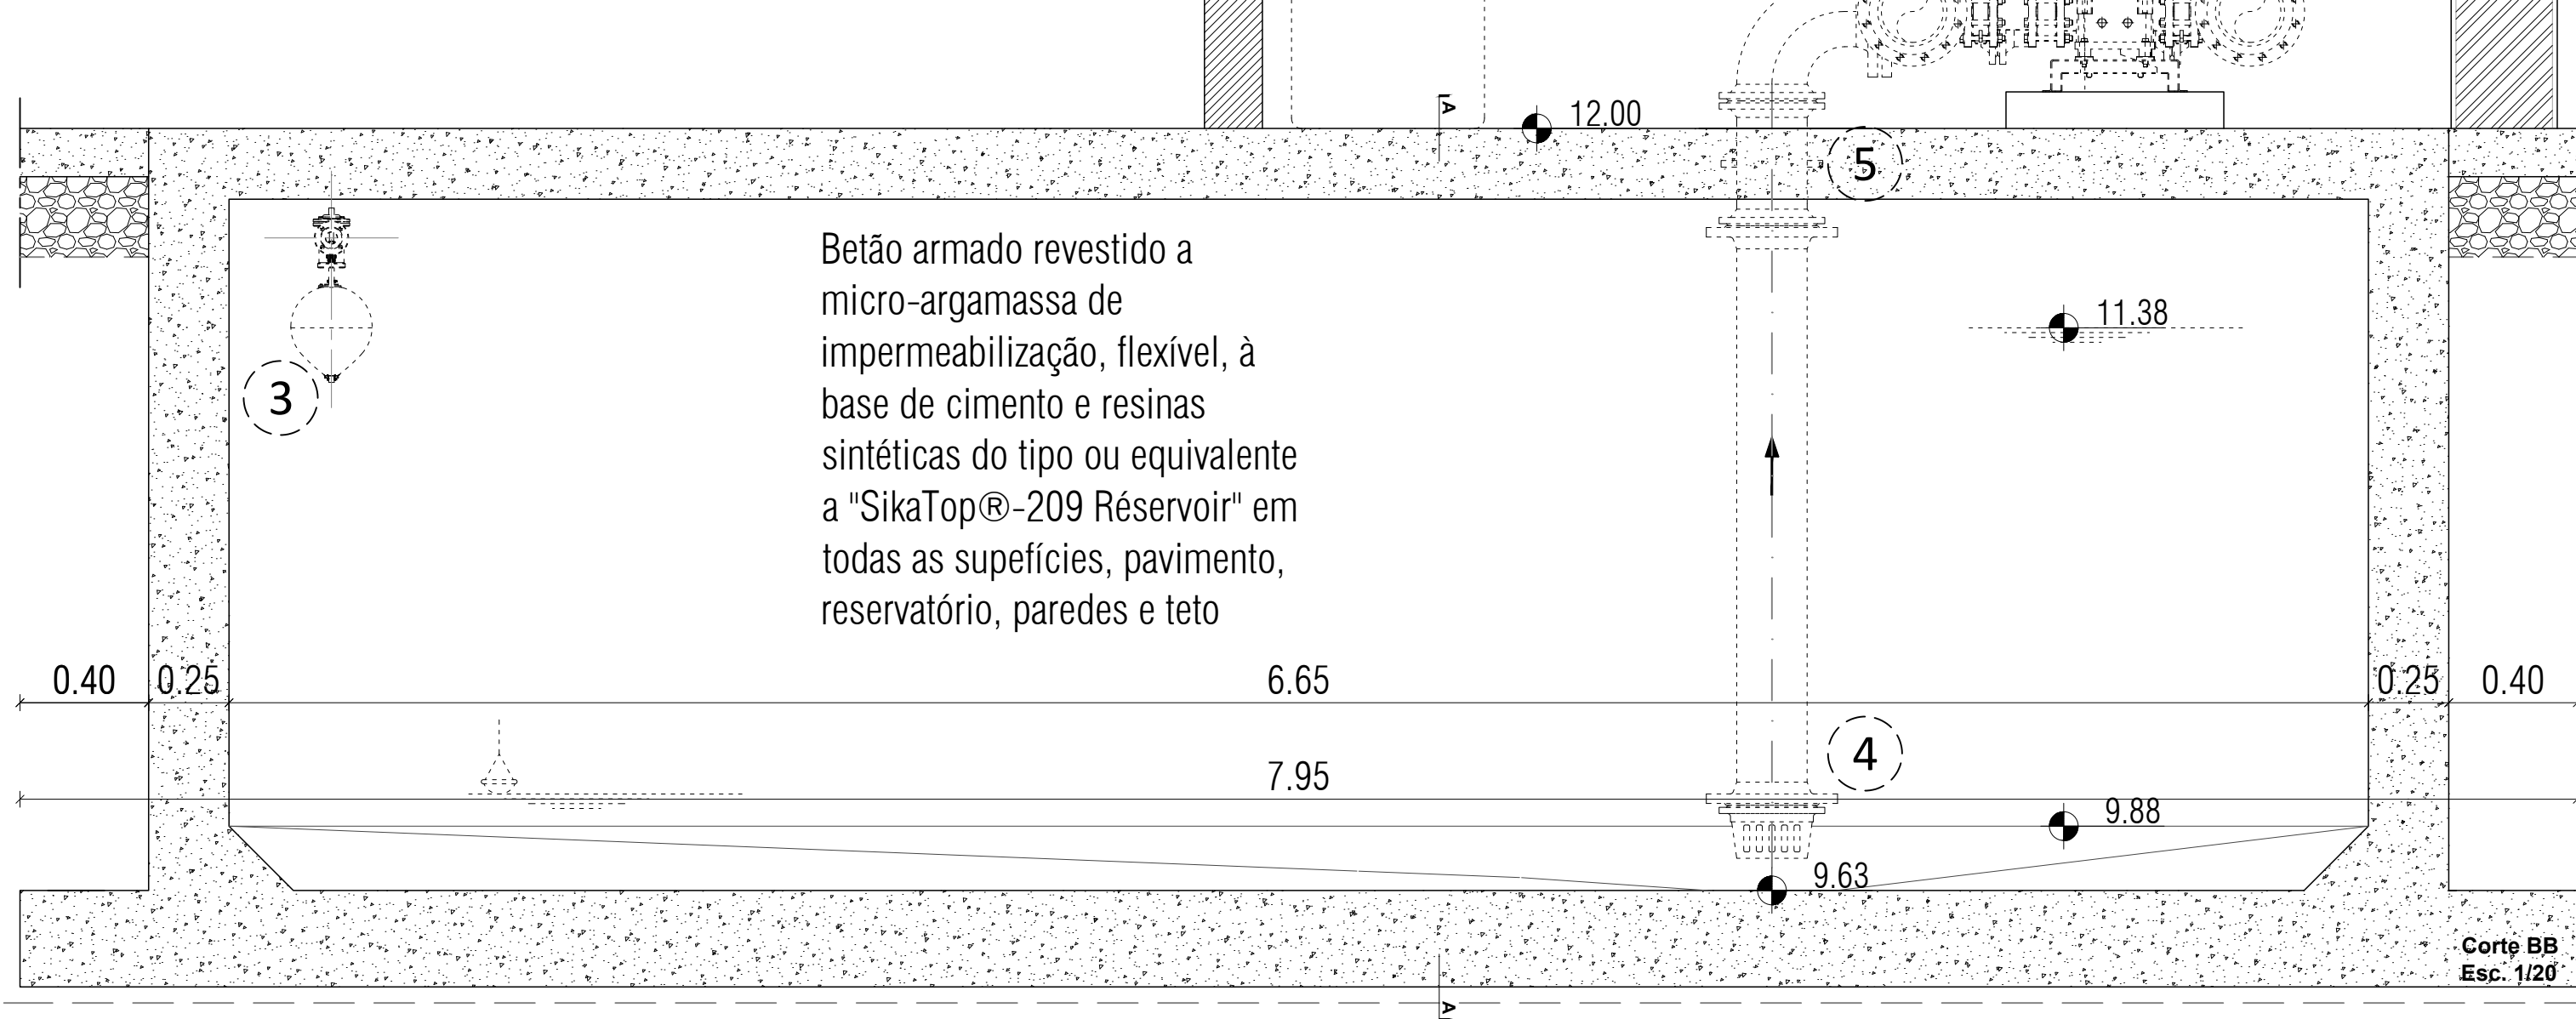 A
12.00
5
Betão armado revestido a
micro-argamassa de
impermeabilização, flexível, à
base de cimento e resinas
sintéticas do tipo ou equivalente
a "SikaTop®-209 Réservoir" em
todas as supefícies, pavimento,
reservatório, paredes e teto
11.38
3
0.40 0.25 6.65 0.25 0.40
4
7.95
9.88
9.63
Corte BB
Esc. 1/20
A